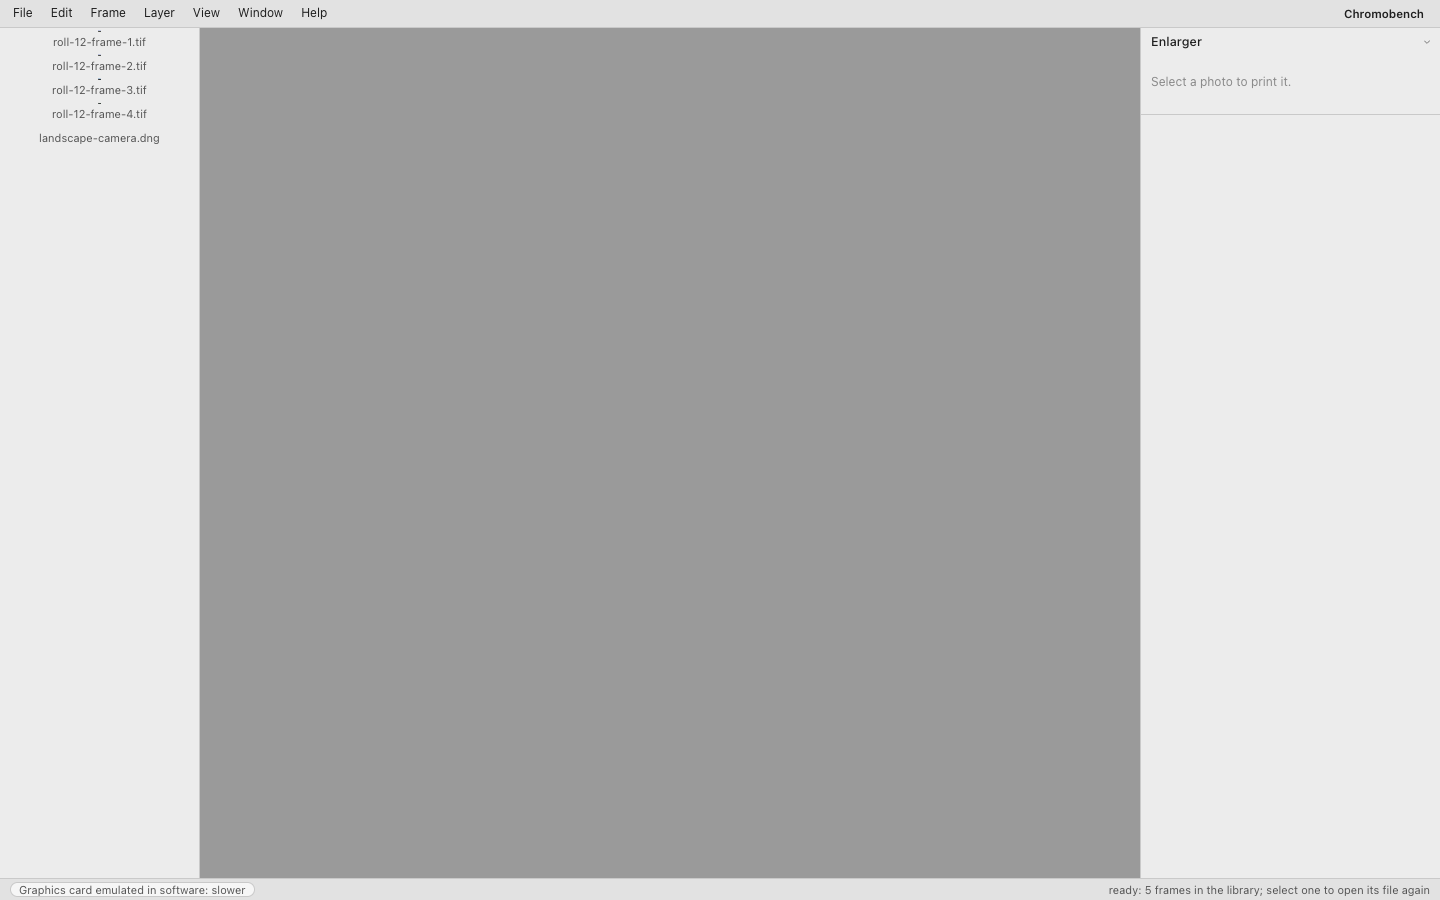 File Edit Frame Layer View Window Help Chromobench
-
roll-12-frame-1.tif
-
roll-12-frame-2.tif
-
roll-12-frame-3.tif
-
roll-12-frame-4.tif
landscape-camera.dng
Enlarger
Select a photo to print it.
Graphics card emulated in software: slower
ready: 5 frames in the library; select one to open its file again